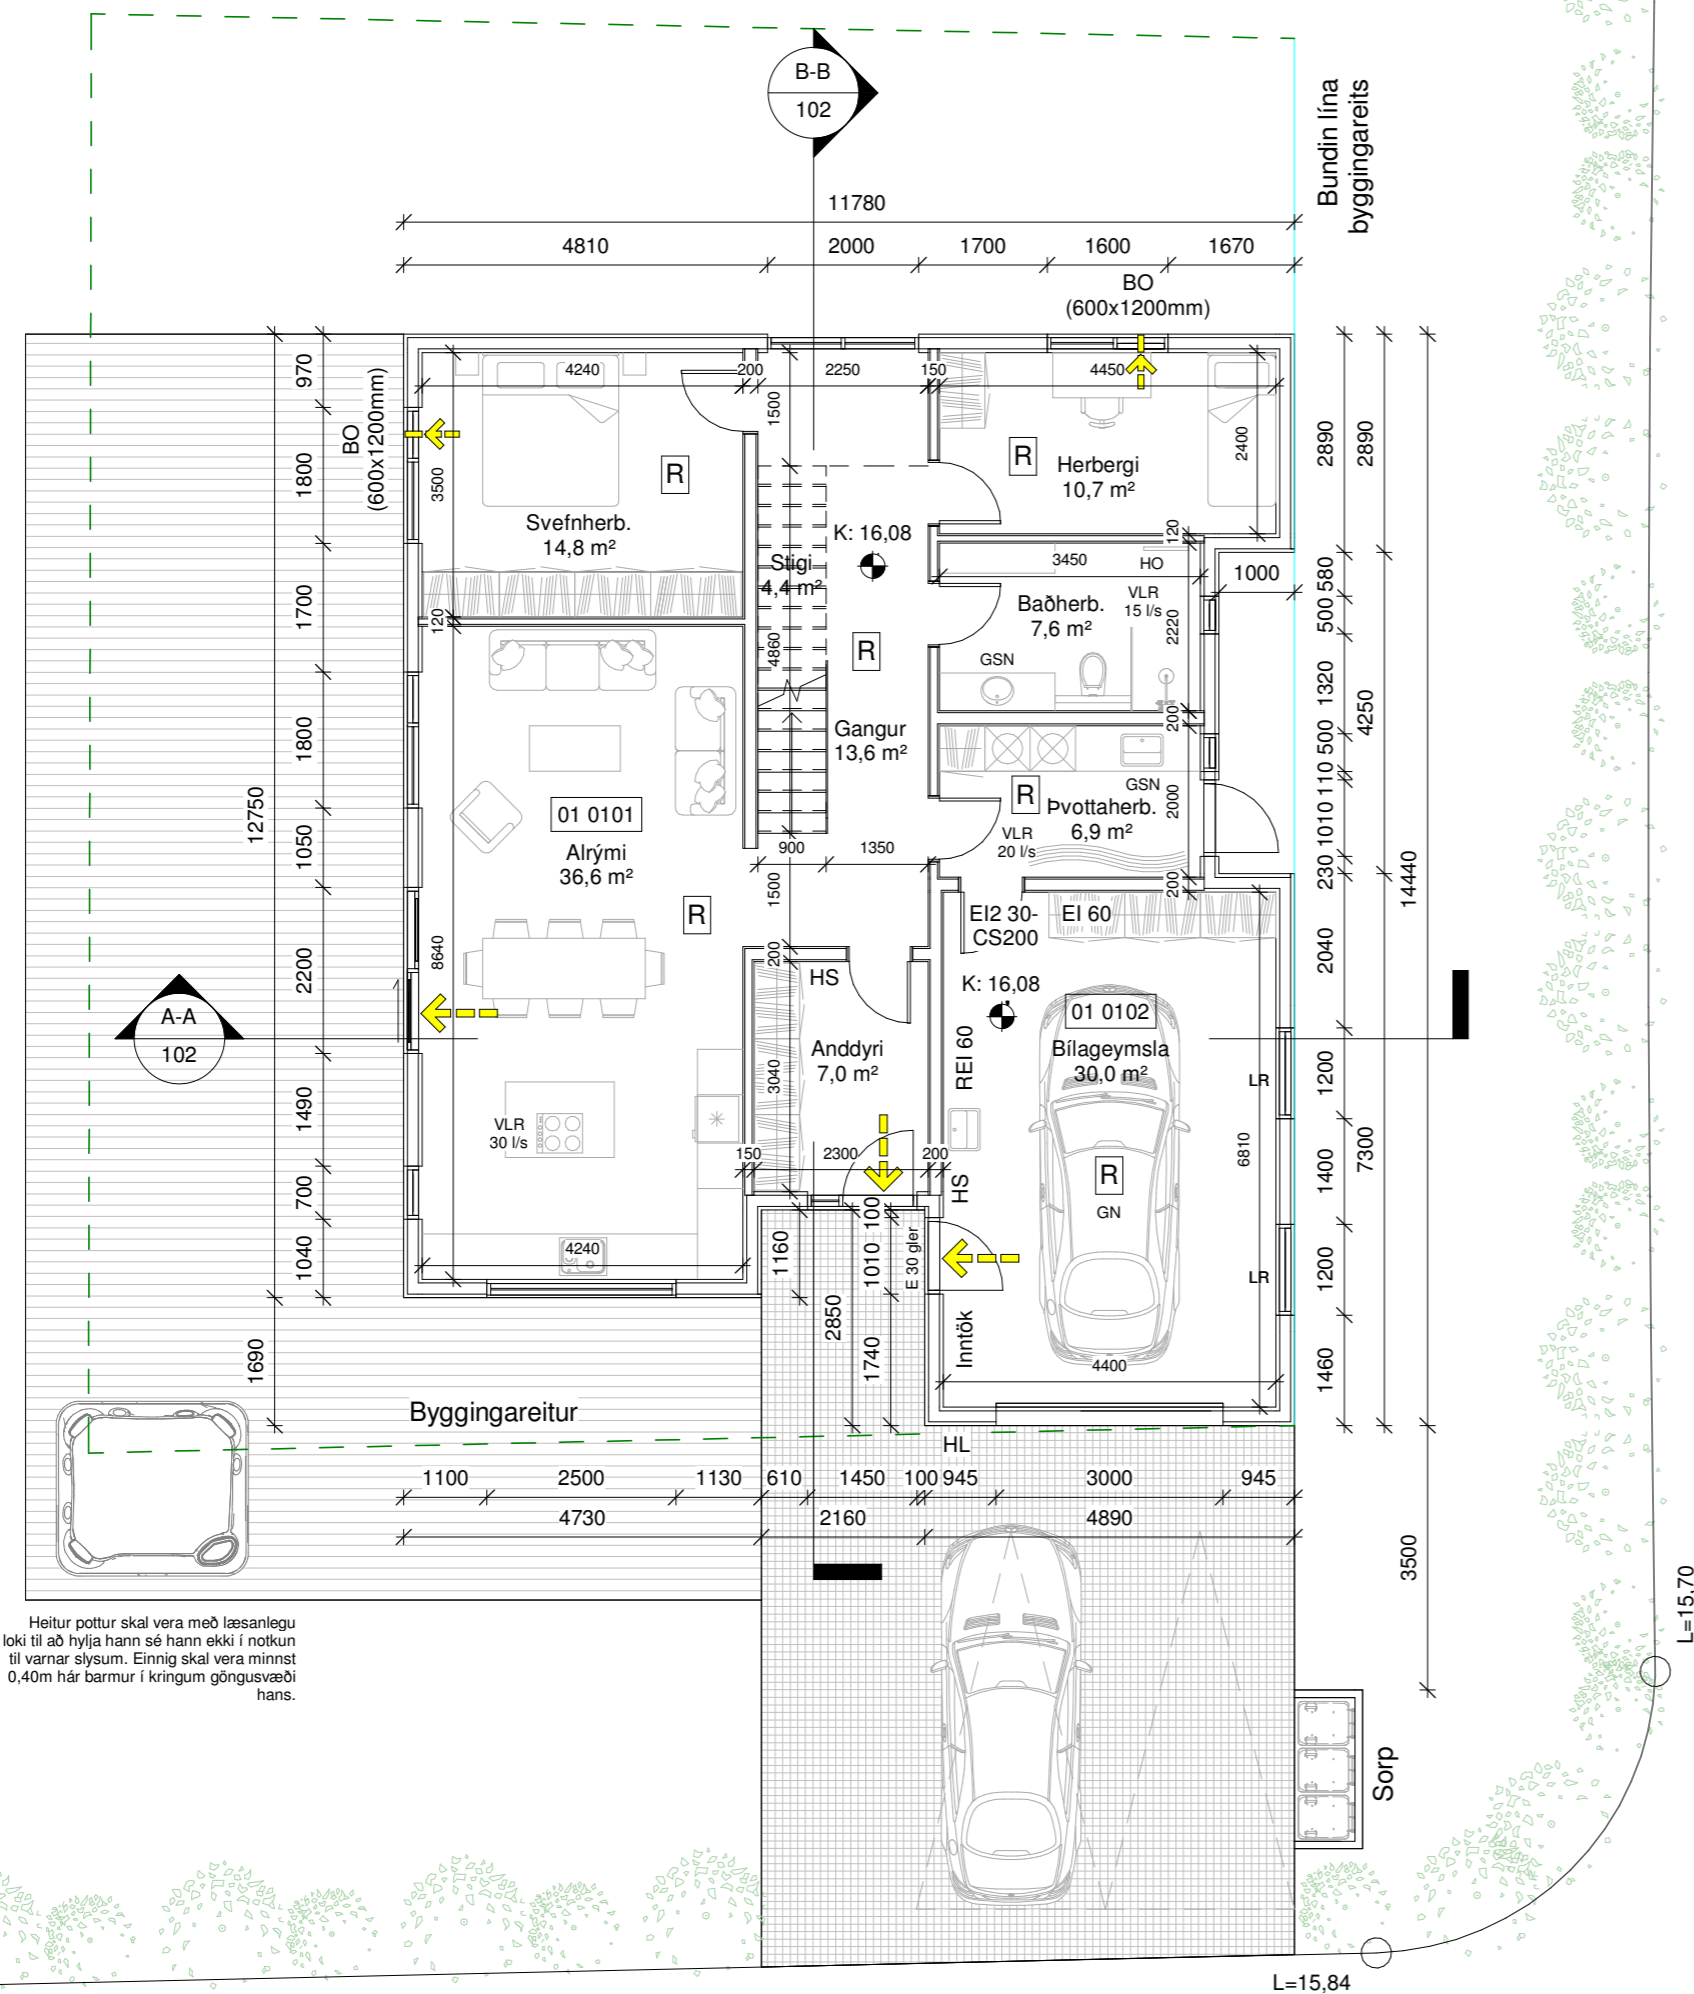 B-B
102
Bundin lína
byggingareits
11780
4810
2000
1700
1600
1670
BO
(600x1200mm)
970
1800
1700
1800
1050
2200
1490
700
1040
12750
1690
BO
(600x1200mm)
4240
200
2250
150
4450
1500
3500
2400
R
Svefnherb.
14,8 m²
R
Herbergi
10,7 m²
K: 16,08
Stigi
4,4 m²
120
120
3450
HO
1000
Baðherb.
7,6 m²
VLR
15 l/s
2220
GSN
R
4860
200
Gangur
13,6 m²
GSN
R
Þvottaherb.
6,9 m²
2000
VLR
20 l/s
01 0101
Alrými
36,6 m²
900
1350
1500
200
R
8640
EI2 30-
CS200
EI 60
200
HS
K: 16,08
01 0102
Bílageymsla
30,0 m²
REI 60
Anddyri
7,0 m²
3040
LR
A-A
102
VLR
30 l/s
150
2300
200
HS
R
GN
6810
4240
1160
100
1010
E 30 gler
2850
1740
Inntök
LR
4400
2890
580
500
1320
500
110
1010
230
2040
1200
1400
1200
1460
2890
4250
7300
14440
3500
Byggingareitur
HL
1100
2500
1130
610
1450
100
945
3000
945
4730
2160
4890
Heitur pottur skal vera með læsanlegu
loki til að hylja hann sé hann ekki í notkun
til varnar slysum. Einnig skal vera minnst
0,40m hár barmur í kringum göngusvæði
hans.
Sorp
L=15,70
L=15,84